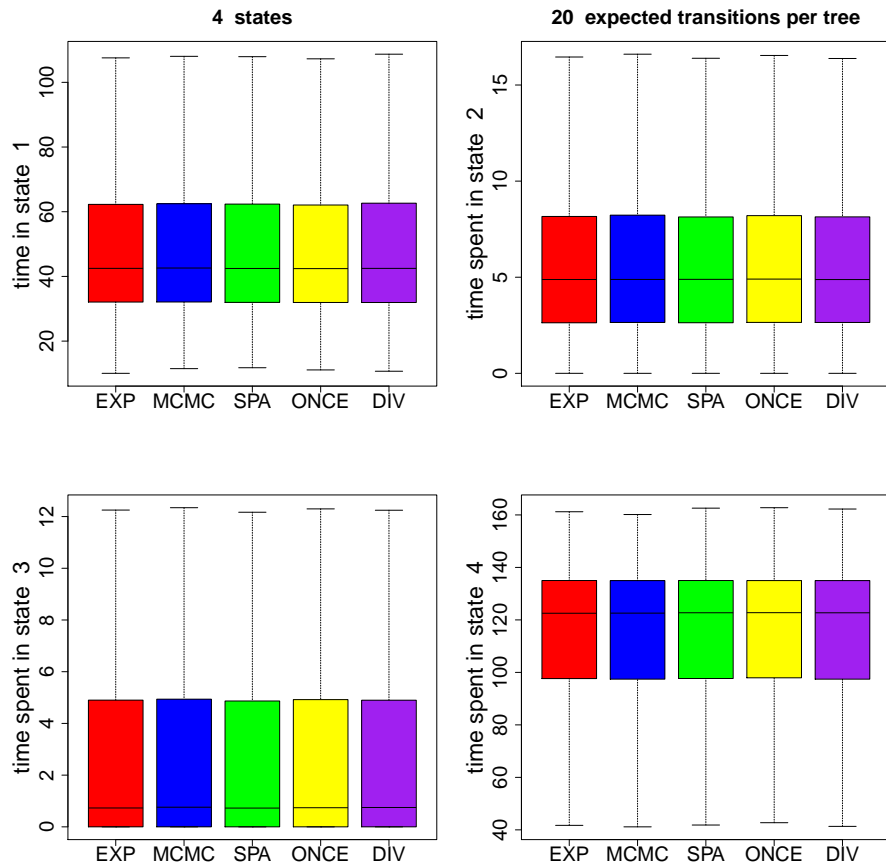 4 states
20 expected transitions per tree
time in state 1
100
80
60
40
20
EXP MCMC SPA ONCE DIV
time spent in state 2
15
10
5
0
EXP MCMC SPA ONCE DIV
time spent in state 3
12
10
8
6
4
2
0
EXP MCMC SPA ONCE DIV
time spent in state 4
160
140
120
100
80
60
40
EXP MCMC SPA ONCE DIV